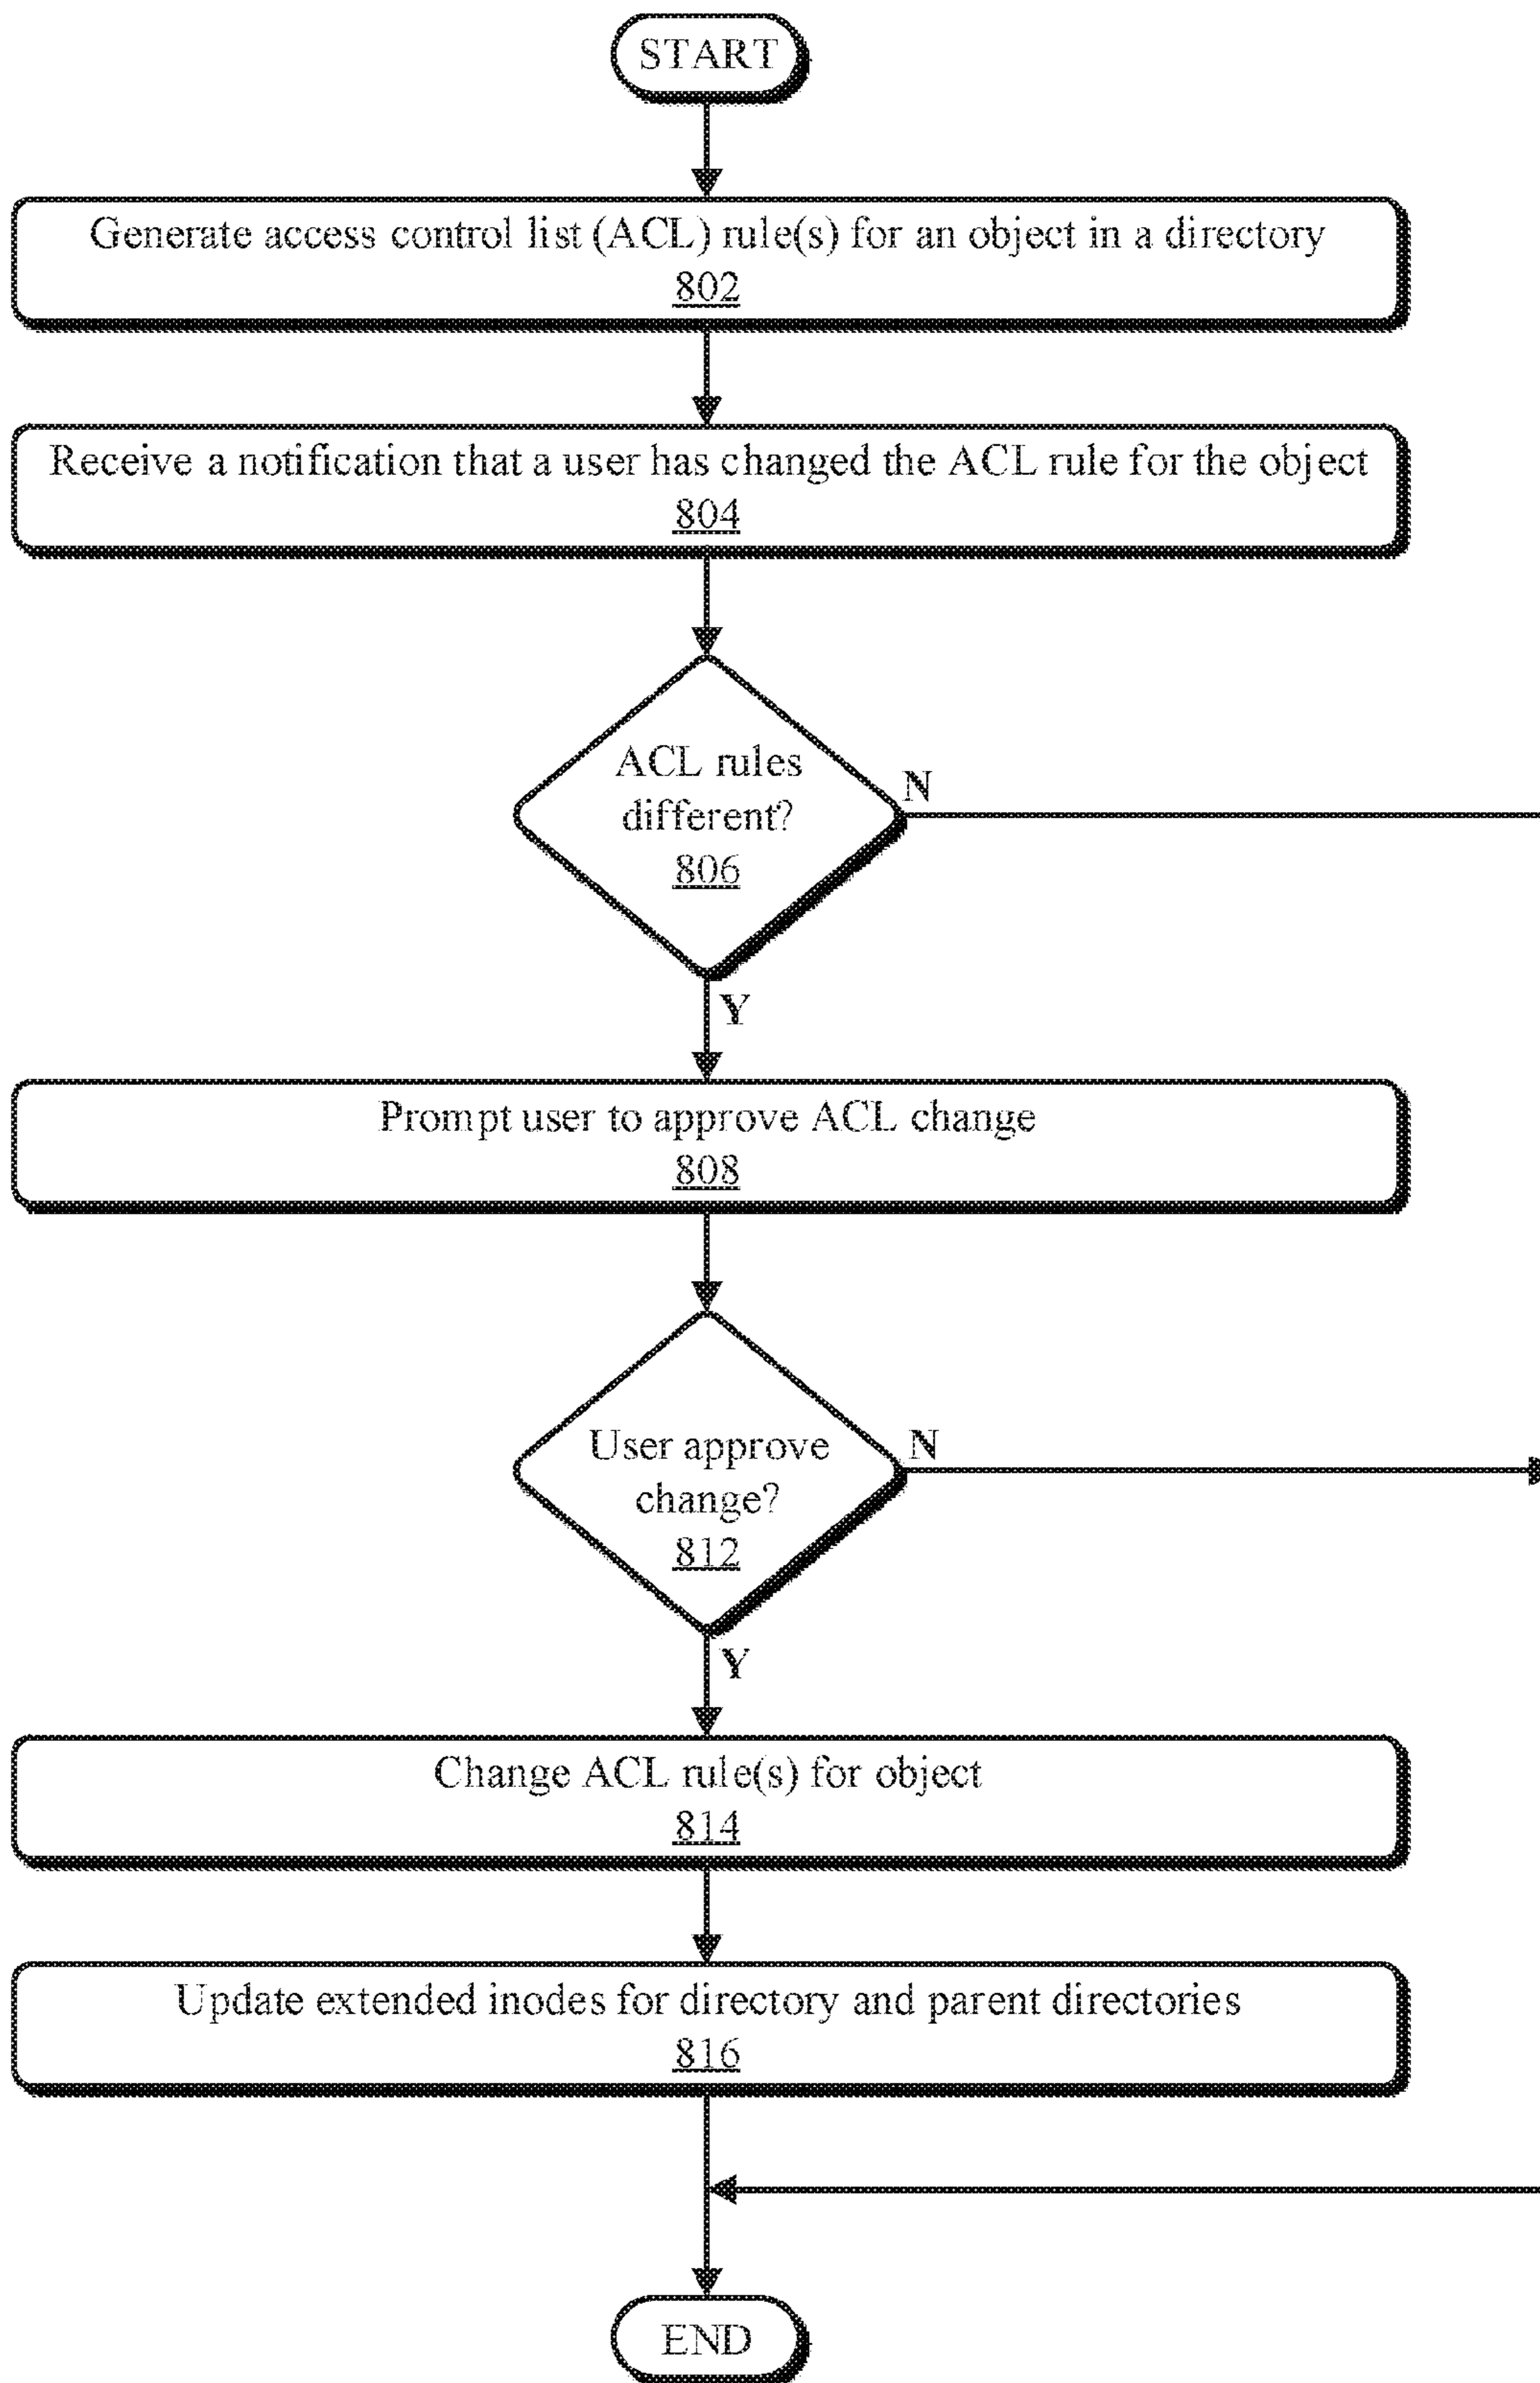 START
Generate access control list (ACL) rule(s) for an object in a directory
802
Receive a notification that a user has changed the ACL rule for the object
804
ACL rules
different?
806
N
Y
Prompt user to approve ACL change
808
User approve
change?
812
N
Y
Change ACL rule(s) for object
814
Update extended inodes for directory and parent directories
816
END